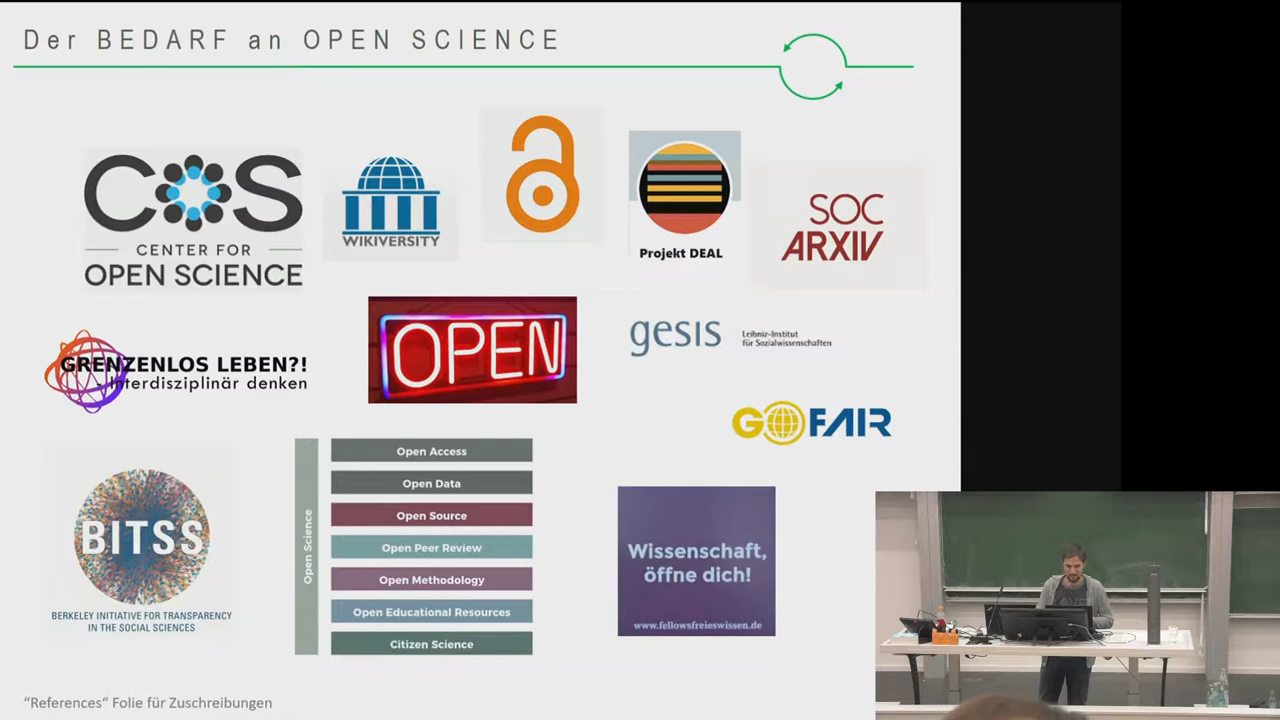 Der BEDARF an OPEN SCIENCE
COS
CENTER FOR
OPEN SCIENCE
WIKIVERSITY
Projekt DEAL
SOC
ARXIV
GRENZENLOS LEBEN?!
- interdisziplinär denken
OPEN
gesis
Leibniz-Institut
für Sozialwissenschaften
GO FAIR
BITSS
BERKELEY INITIATIVE FOR TRANSPARENCY
IN THE SOCIAL SCIENCES
Open Science
Open Access
Open Data
Open Source
Open Peer Review
Open Methodology
Open Educational Resources
Citizen Science
Wissenschaft,
öffne dich!
www.fellowsfreieswissen.de
“References“ Folie für Zuschreibungen